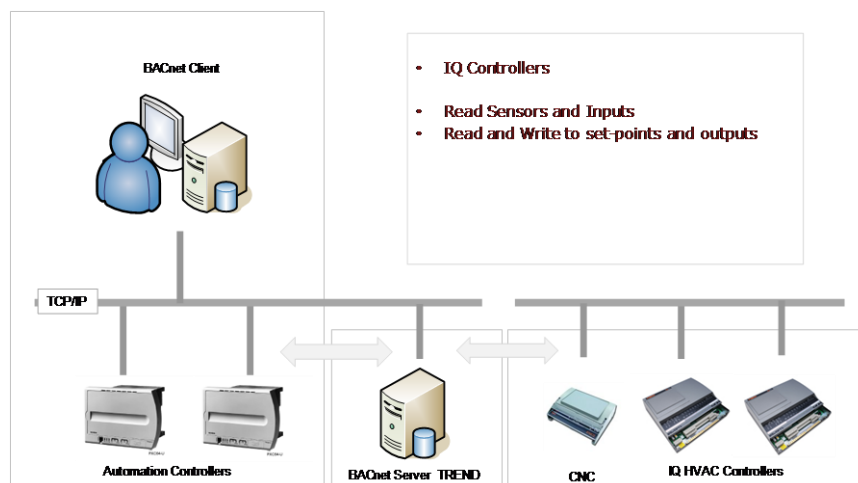 BACnet Client
• IQ Controllers
• Read Sensors and Inputs
• Read and Write to set-points and outputs
TCP/IP
Automation Controllers
BACnet Server TREND
CNC
IQ HVAC Controllers